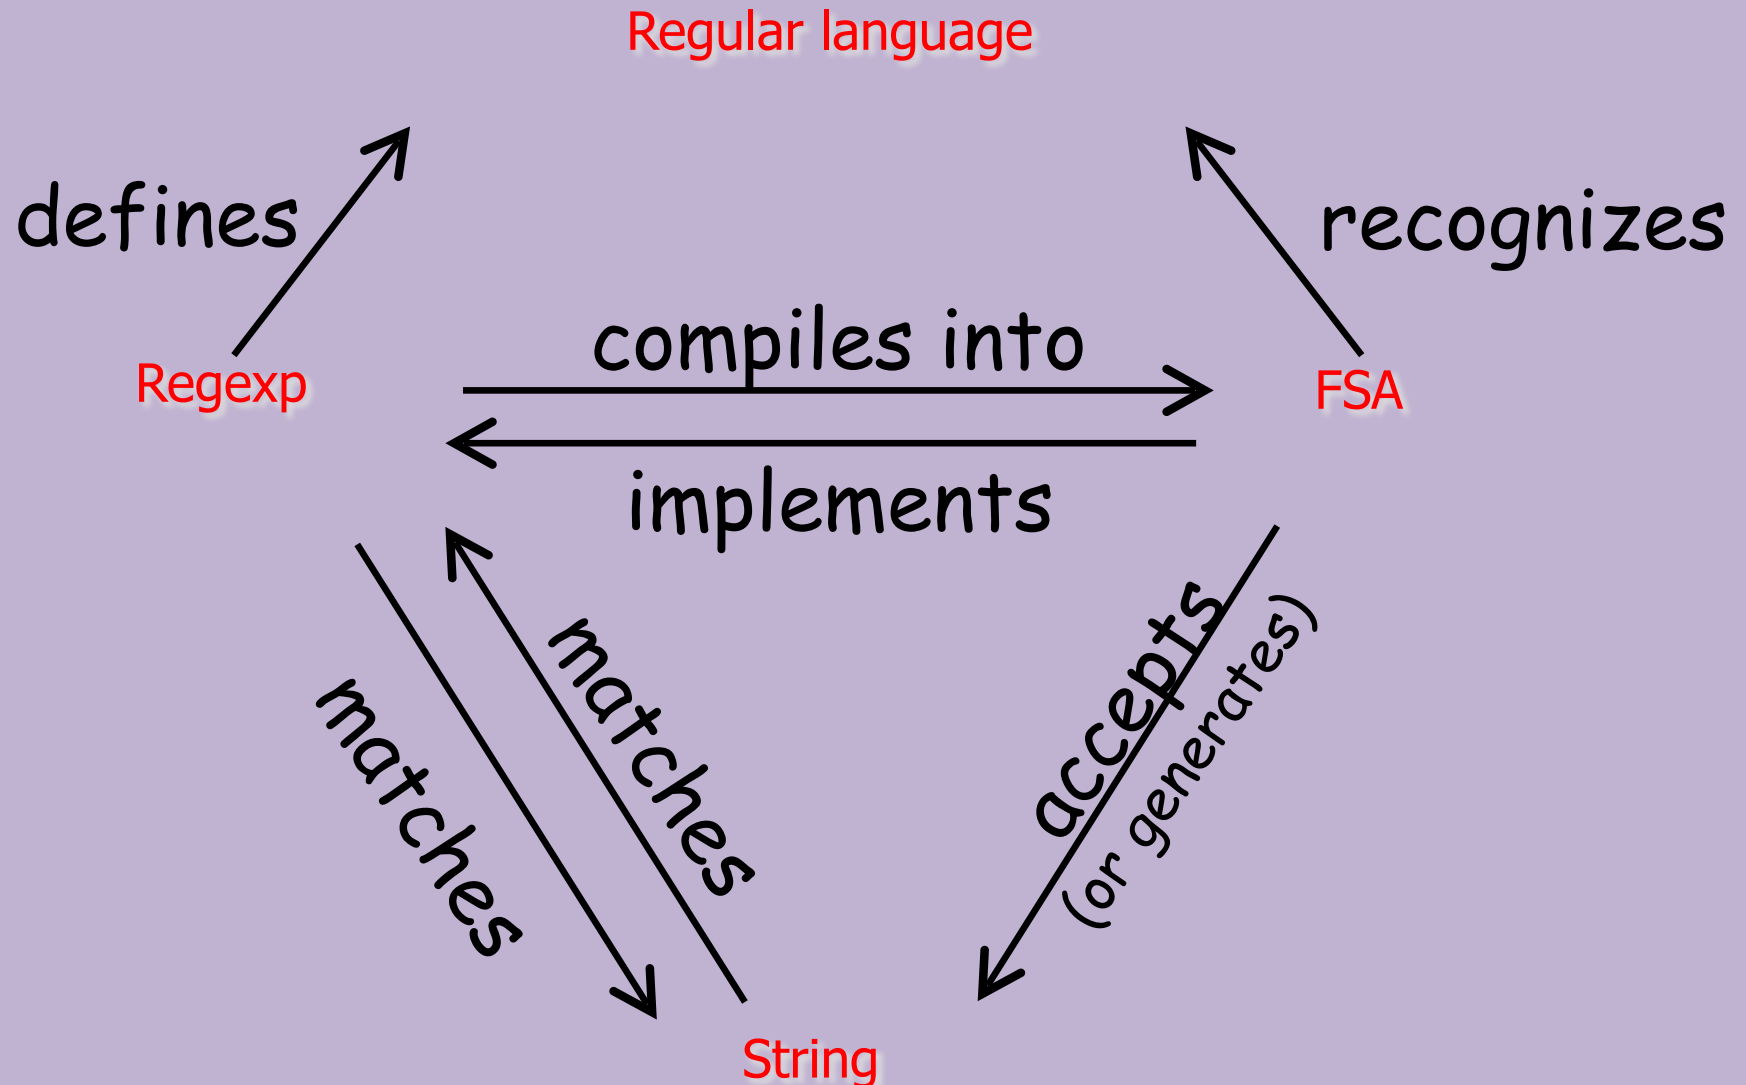 Regular language
defines
recognizes
compiles into
Regexp
FSA
implements
matches
matches
accepts
(or generates)
String